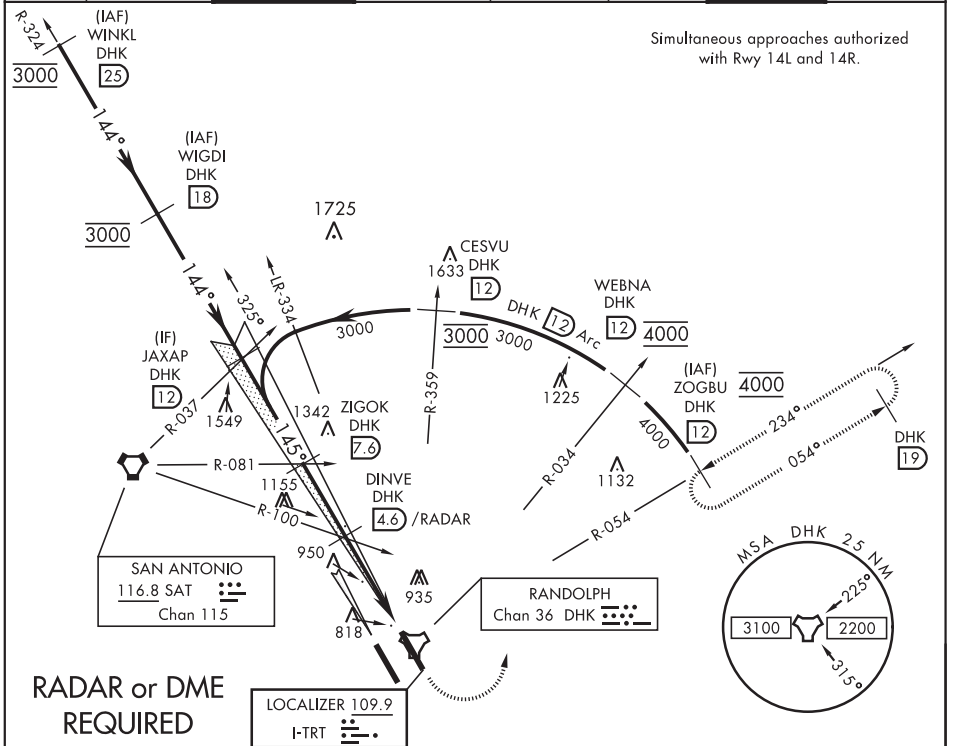 R-324
(IAF)
WINKL
DHK
25
3000
144°
Simultaneous approaches authorized
with Rwy 14L and 14R.
(IAF)
WIGDI
DHK
18
3000
144°
1725
CESVU
DHK
12
1633
DHK 12 Arc
WEBNA
DHK
12
4000
325°
LR-334
3000
3000
3000
(IF)
JAXAP
DHK
12
R-037
1549
1342
R-359
1225
(IAF)
ZOGBU
DHK
12
4000
4000
234°
054°
DHK
19
145°
ZIGOK
DHK
7.6
R-034
1132
R-081
1155
R-100
DINVE
DHK
4.6 /RADAR
R-054
950
935
818
SAN ANTONIO
116.8 SAT
Chan 115
RANDOLPH
Chan 36 DHK
MSA DHK 25 NM
225°
3100
2200
315°
RADAR or DME
REQUIRED
LOCALIZER 109.9
I-TRT